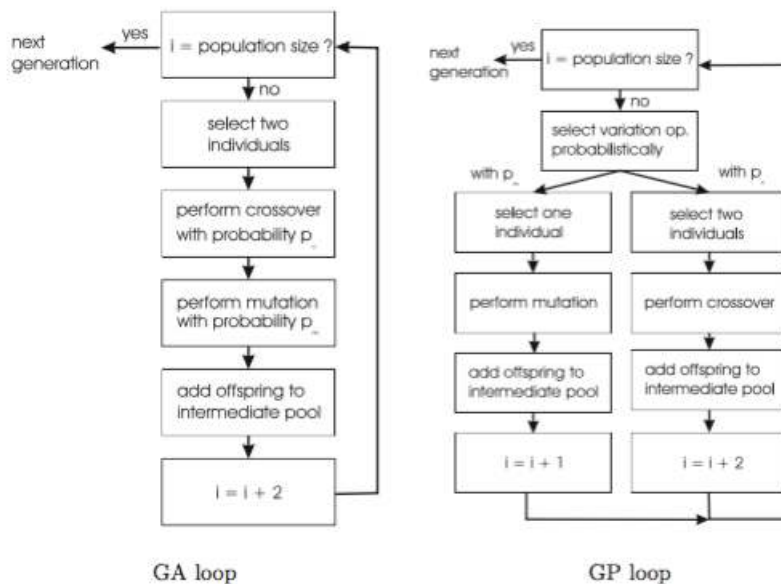 yes
next
generation
i = population size ?
no
select two
individuals
perform crossover
with probability p
perform mutation
with probability p
add offspring to
intermediate pool
i = i + 2
GA loop
yes
next
generation
i = population size ?
no
select variation op.
probabilistically
with p
with p
select one
individual
select two
individuals
perform mutation
perform crossover
add offspring to
intermediate pool
add offspring to
intermediate pool
i = i + 1
i = i + 2
GP loop